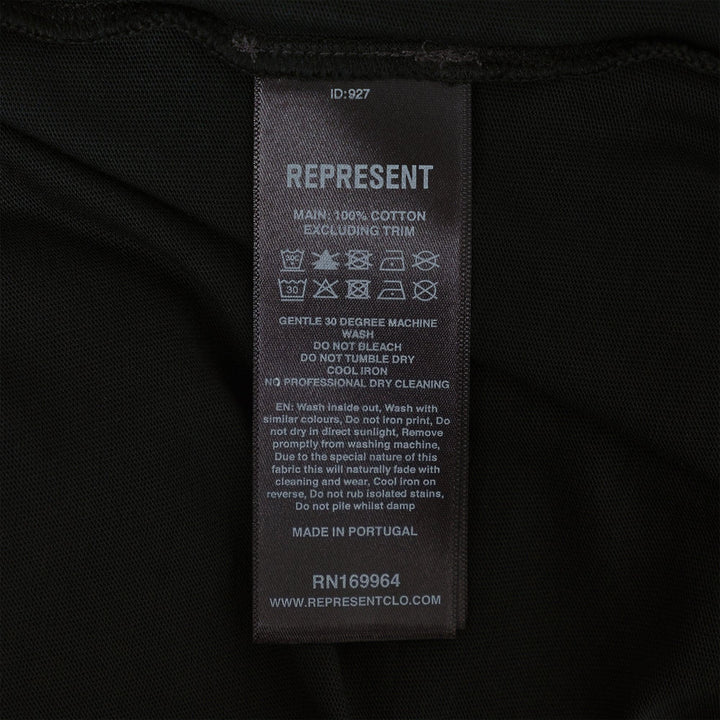 ID:927
REPRESENT
MAIN: 100% COTTON
EXCLUDING TRIM
30C
30
GENTLE 30 DEGREE MACHINE
WASH
DO NOT BLEACH
DO NOT TUMBLE DRY
COOL IRON
NO PROFESSIONAL DRY CLEANING
EN: Wash inside out, Wash with
similar colours, Do not iron print, Do
not dry in direct sunlight, Remove
promptly from washing machine,
Due to the special nature of this
fabric this will naturally fade with
cleaning and wear, Cool iron on
reverse, Do not rub isolated stains,
Do not pile whilst damp
MADE IN PORTUGAL
RN169964
WWW.REPRESENTCLO.COM